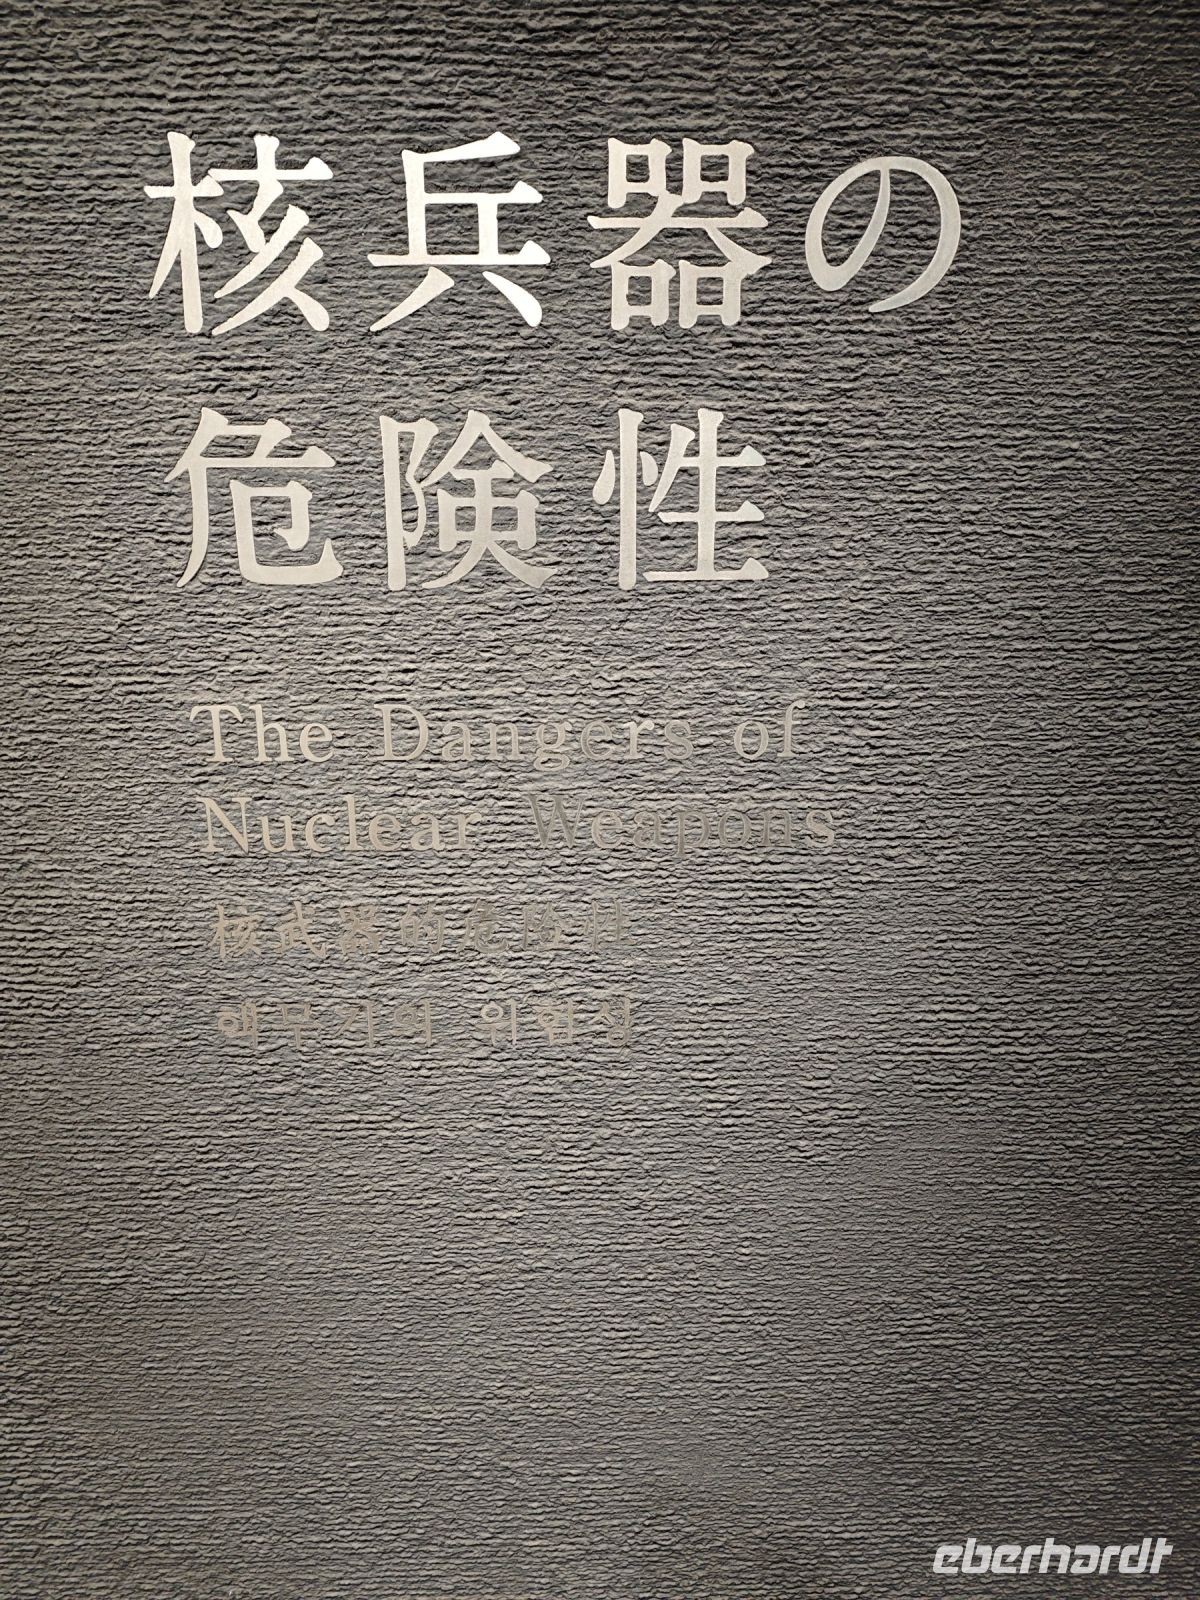 核兵器の
危険性
The Dangers of
Nuclear Weapons
核武器的危险性
핵무기의 위험성
eberhardt